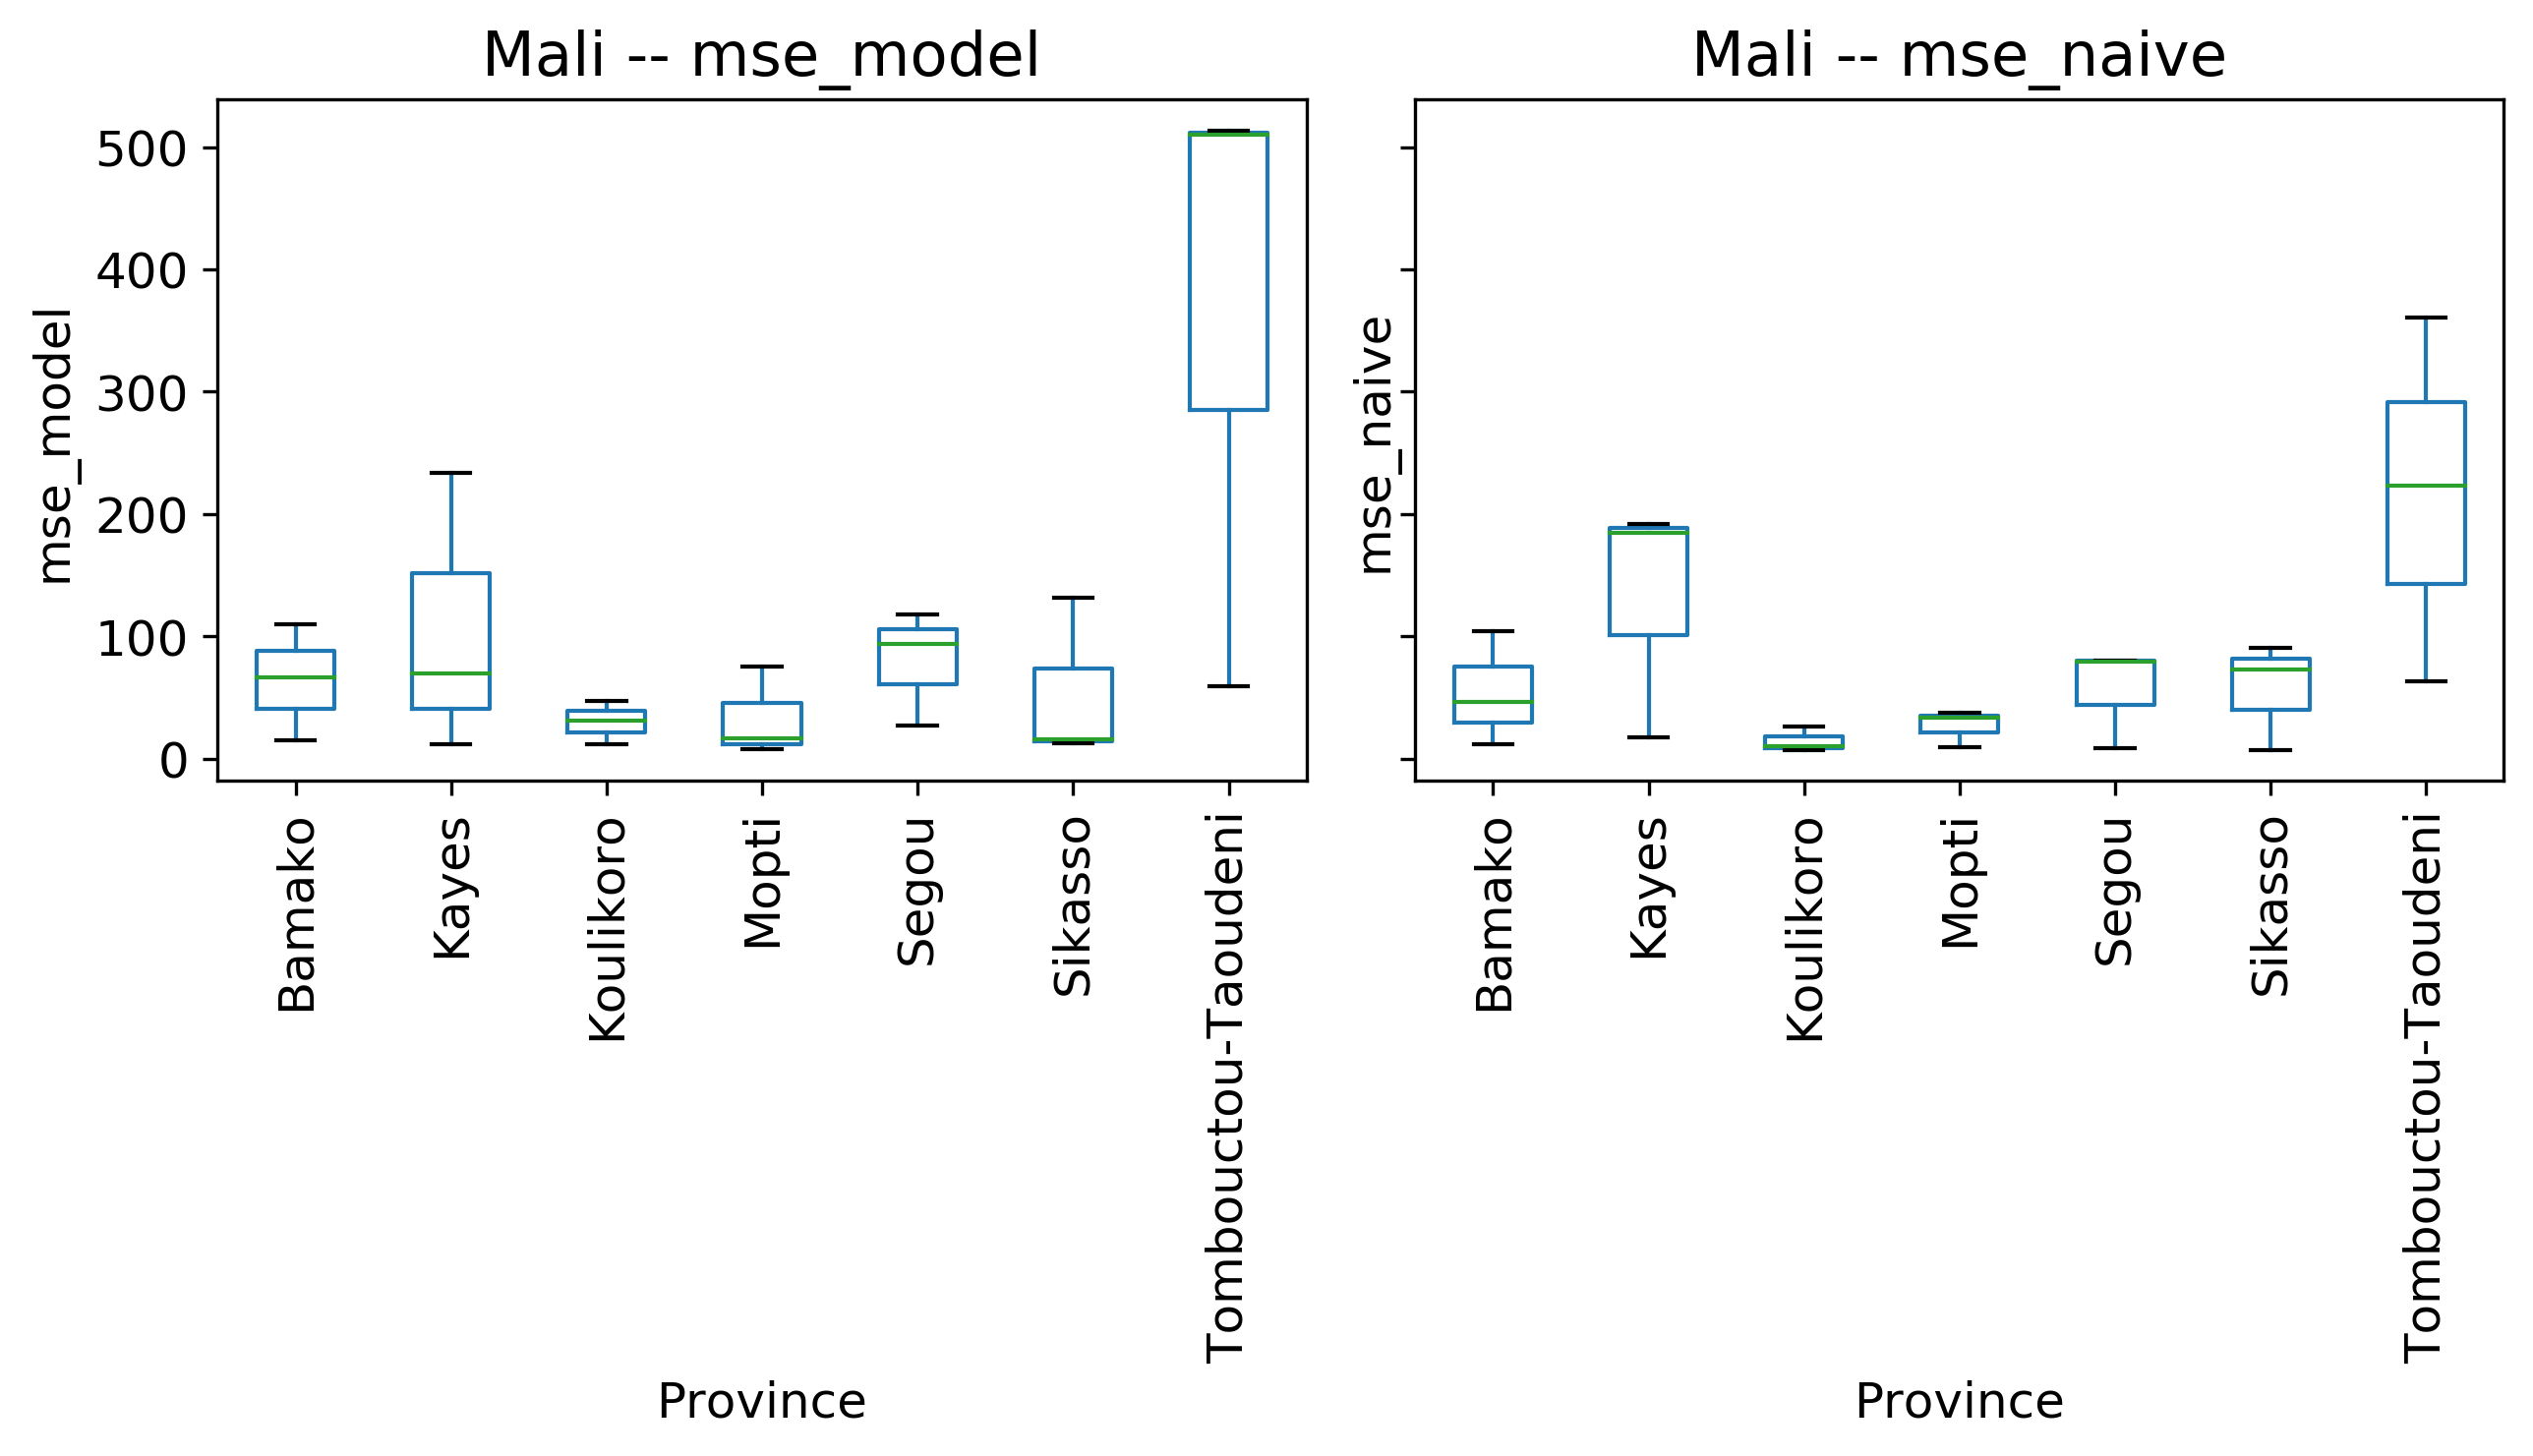 Mali -- mse_model
mse_model
500
400
300
200
100
0
Bamako
Kayes
Koulikoro
Mopti
Segou
Sikasso
Tombouctou-Taoudeni
Province
Mali -- mse_naive
mse_naive
Bamako
Kayes
Koulikoro
Mopti
Segou
Sikasso
Tombouctou-Taoudeni
Province